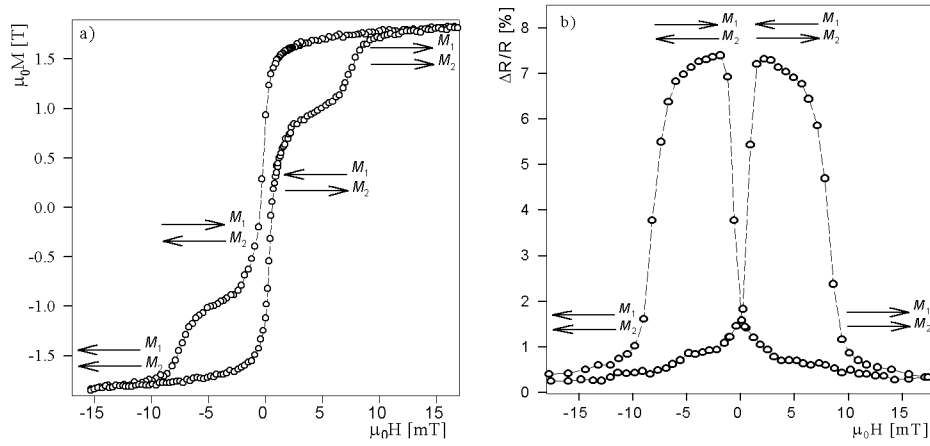 a)
μ₀M [T]
1.5
1.0
0.5
0.0
-0.5
-1.0
-1.5
M₁
M₂
M₁
M₂
M₁
M₂
M₁
M₂
-15 -10 -5 0 5 10 15
μ₀H [mT]
b)
ΔR/R [%]
8
7
6
5
4
3
2
1
0
M₁
M₂
M₁
M₂
M₁
M₂
M₁
M₂
-15 -10 -5 0 5 10 15
μ₀H [mT]